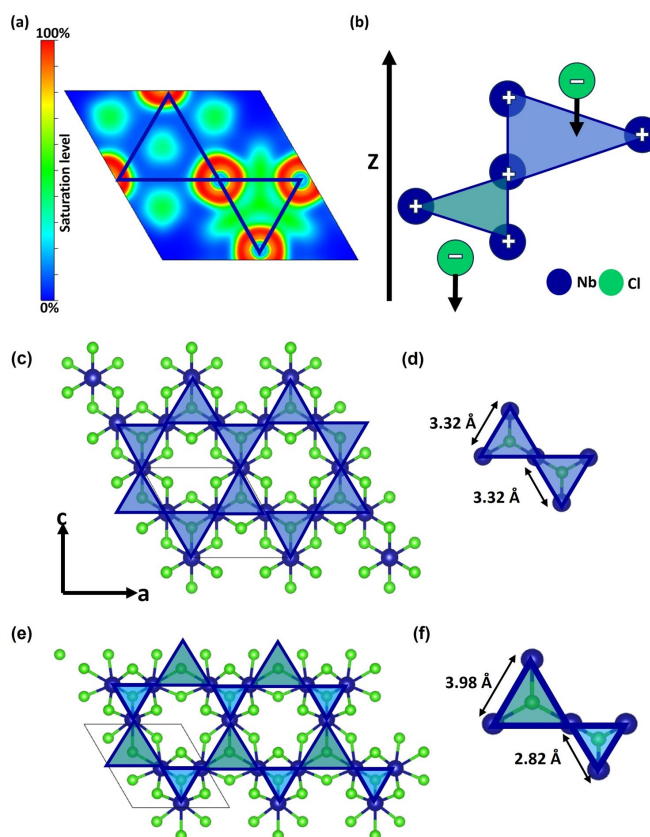 (a)
100%
Saturation level
0%
(b)
Z
+
−
+
+
+
+
−
Nb
Cl
(c)
c
a
(d)
3.32 Å
3.32 Å
(e)
(f)
3.98 Å
2.82 Å